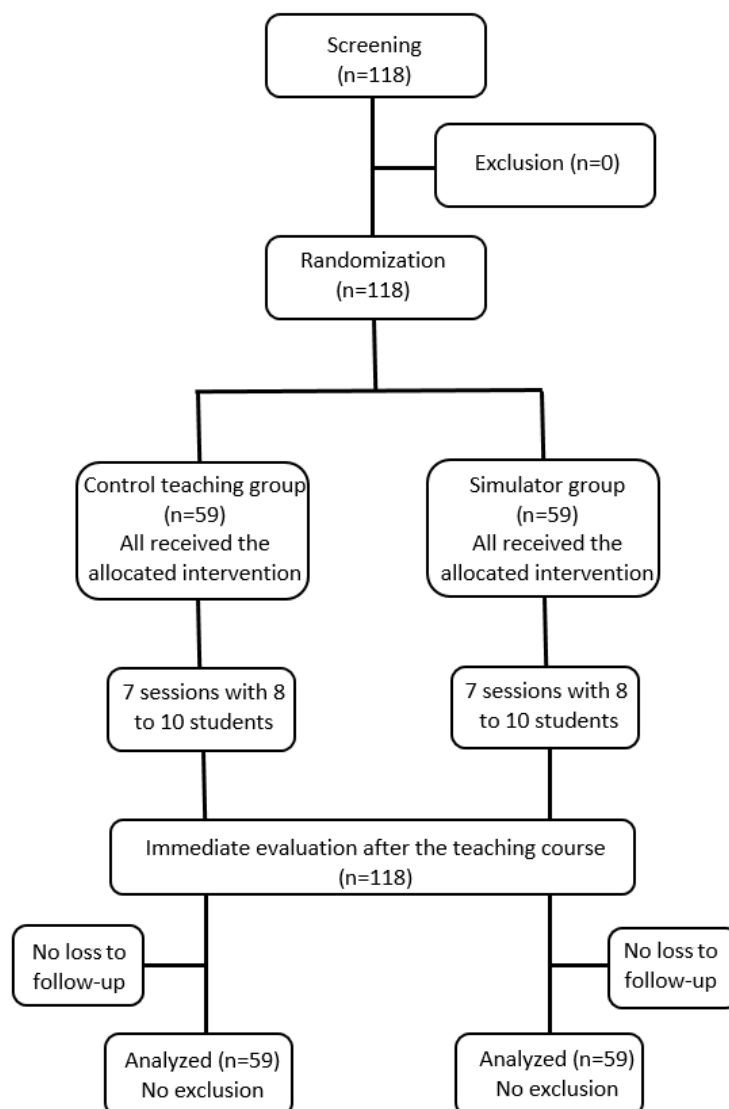 Screening
(n=118)
Exclusion (n=0)
Randomization
(n=118)
Control teaching group
(n=59)
All received the
allocated intervention
Simulator group
(n=59)
All received the
allocated intervention
7 sessions with 8
to 10 students
7 sessions with 8
to 10 students
Immediate evaluation after the teaching course
(n=118)
No loss to
follow-up
No loss to
follow-up
Analyzed (n=59)
No exclusion
Analyzed (n=59)
No exclusion